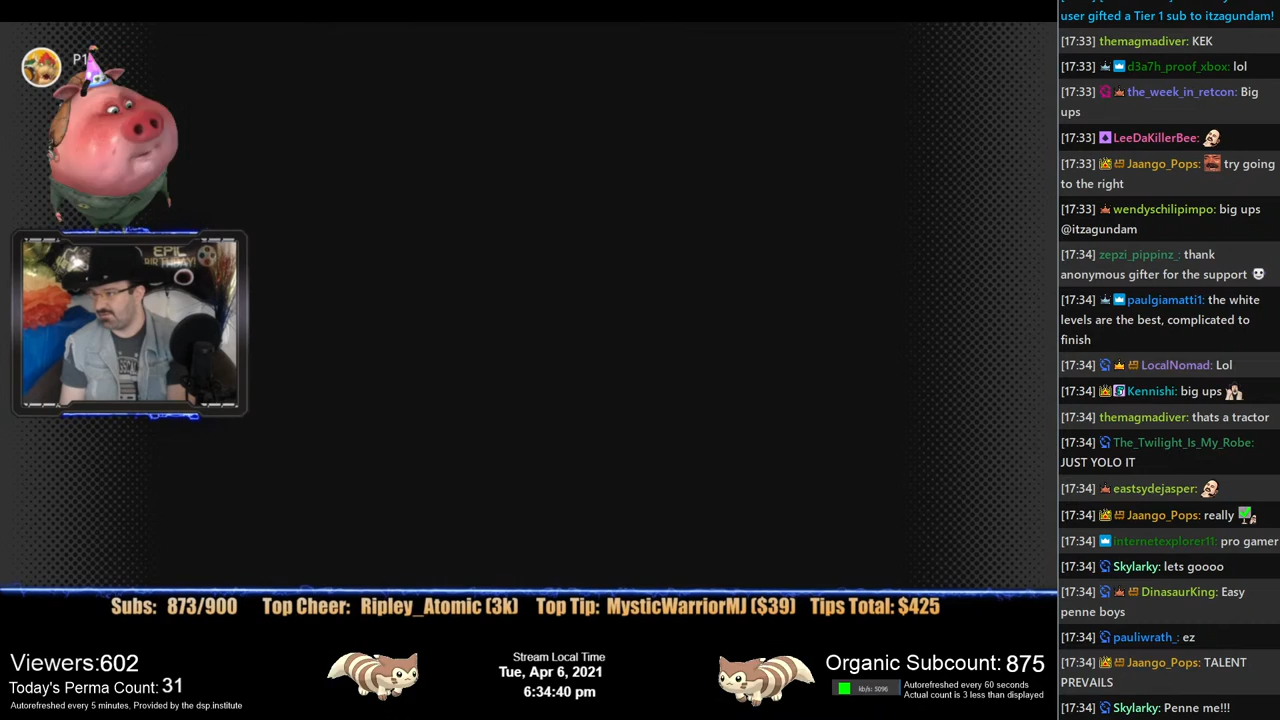 P1
EPIC
BIRTHDAY!
Subs: 873/900 Top Cheer: Ripley_Atomic (3k) Top Tip: MysticWarriorMJ ($39) Tips Total: $425
Viewers:602
Today's Perma Count: 31
Autorefreshed every 5 minutes, Provided by the dsp institute
Stream Local Time
Tue, Apr 6, 2021
6:34:40 pm
Organic Subcount: 875
kb/s: 5096
Autorefreshed every 60 seconds
Actual count is 3 less than displayed
user gifted a Tier 1 sub to itzagundam!
[17:33] themagmadiver: KEK
[17:33] d3a7h_proof_xbox: lol
[17:33] the_week_in_retcon: Big
ups
[17:33] LeeDaKillerBee:
[17:33] Jaango_Pops: try going
to the right
[17:33] wendyschilipimpo: big ups
@itzagundam
[17:34] zepzi_pippinz_: thank
anonymous gifter for the support
[17:34] paulgiamatti1: the white
levels are the best, complicated to
finish
[17:34] LocalNomad: Lol
[17:34] Kennishi: big ups
[17:34] themagmadiver: thats a tractor
[17:34] The_Twilight_Is_My_Robe:
JUST YOLO IT
[17:34] eastsydejasper:
[17:34] Jaango_Pops: really
[17:34] internetexplorer11: pro gamer
[17:34] Skylarky: lets goooo
[17:34] DinasaurKing: Easy
penne boys
[17:34] pauliwrath_: ez
[17:34] Jaango_Pops: TALENT
PREVAILS
[17:34] Skylarky: Penne me!!!